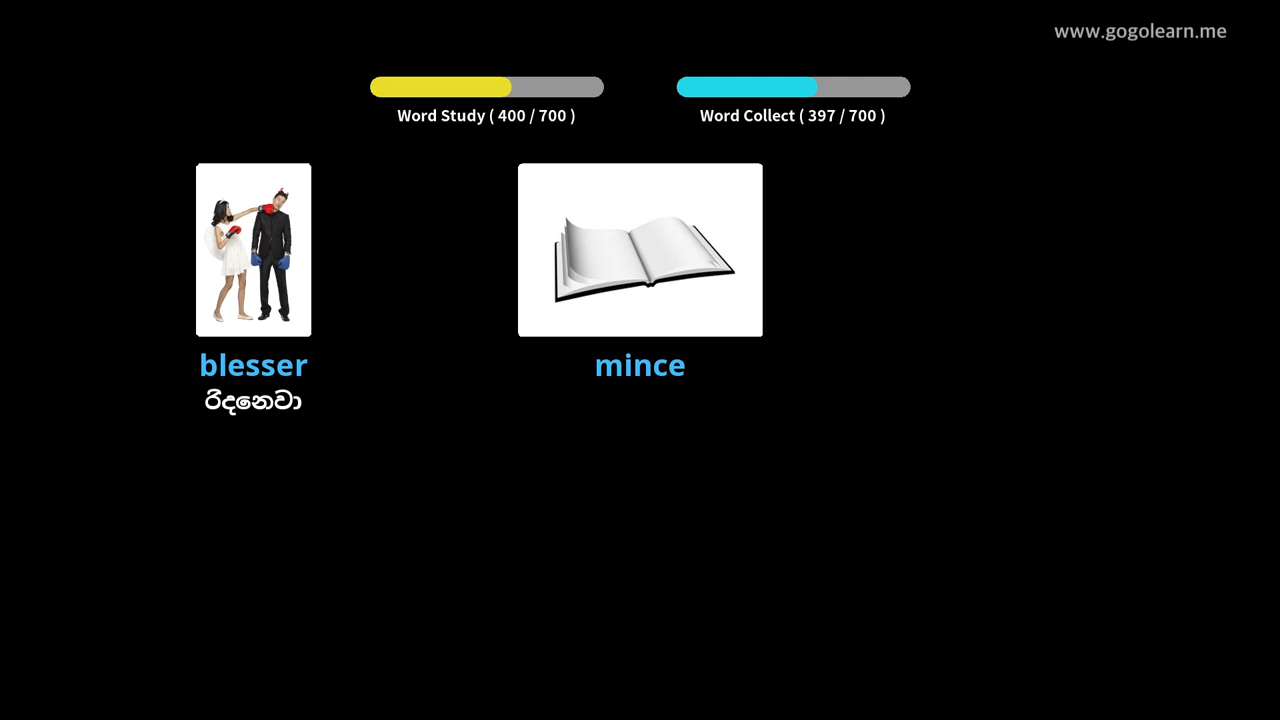 www.gogolearn.me
Word Study ( 400 / 700 )
Word Collect ( 397 / 700 )
blesser
රිදනෙවා
mince